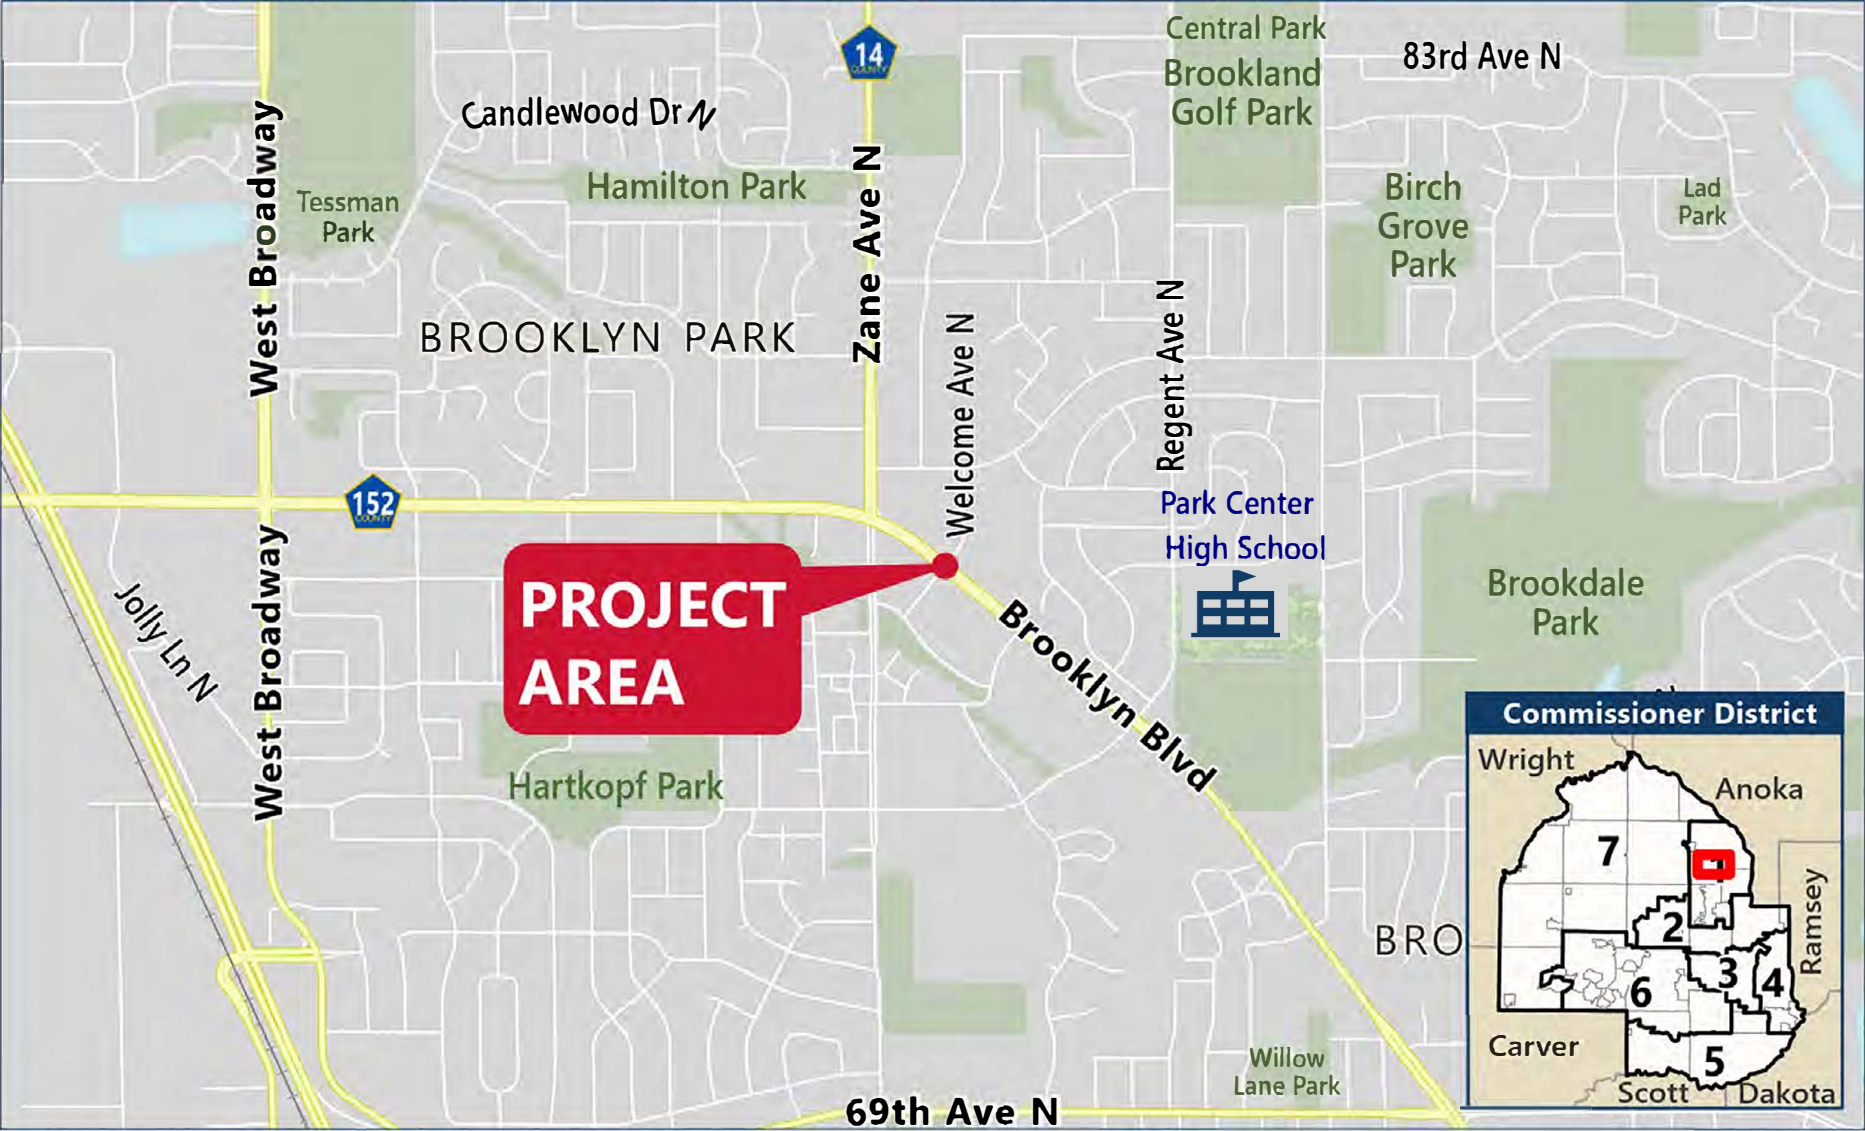 Central Park
14
COUNTY
83rd Ave N
Brookland
Golf Park
Candlewood Dr N
West Broadway
Zane Ave N
Hamilton Park
Tessman
Park
Birch
Grove
Park
Lad
Park
BROOKLYN PARK
Welcome Ave N
Regent Ave N
152
COUNTY
Park Center
High School
PROJECT
AREA
Jolly Ln N
West Broadway
Brooklyn Blvd
Brookdale
Park
Hartkopf Park
BRO
Willow
Lane Park
69th Ave N
Commissioner District
Wright
Anoka
7
1
2
Ramsey
3
4
6
Carver
5
Scott
Dakota